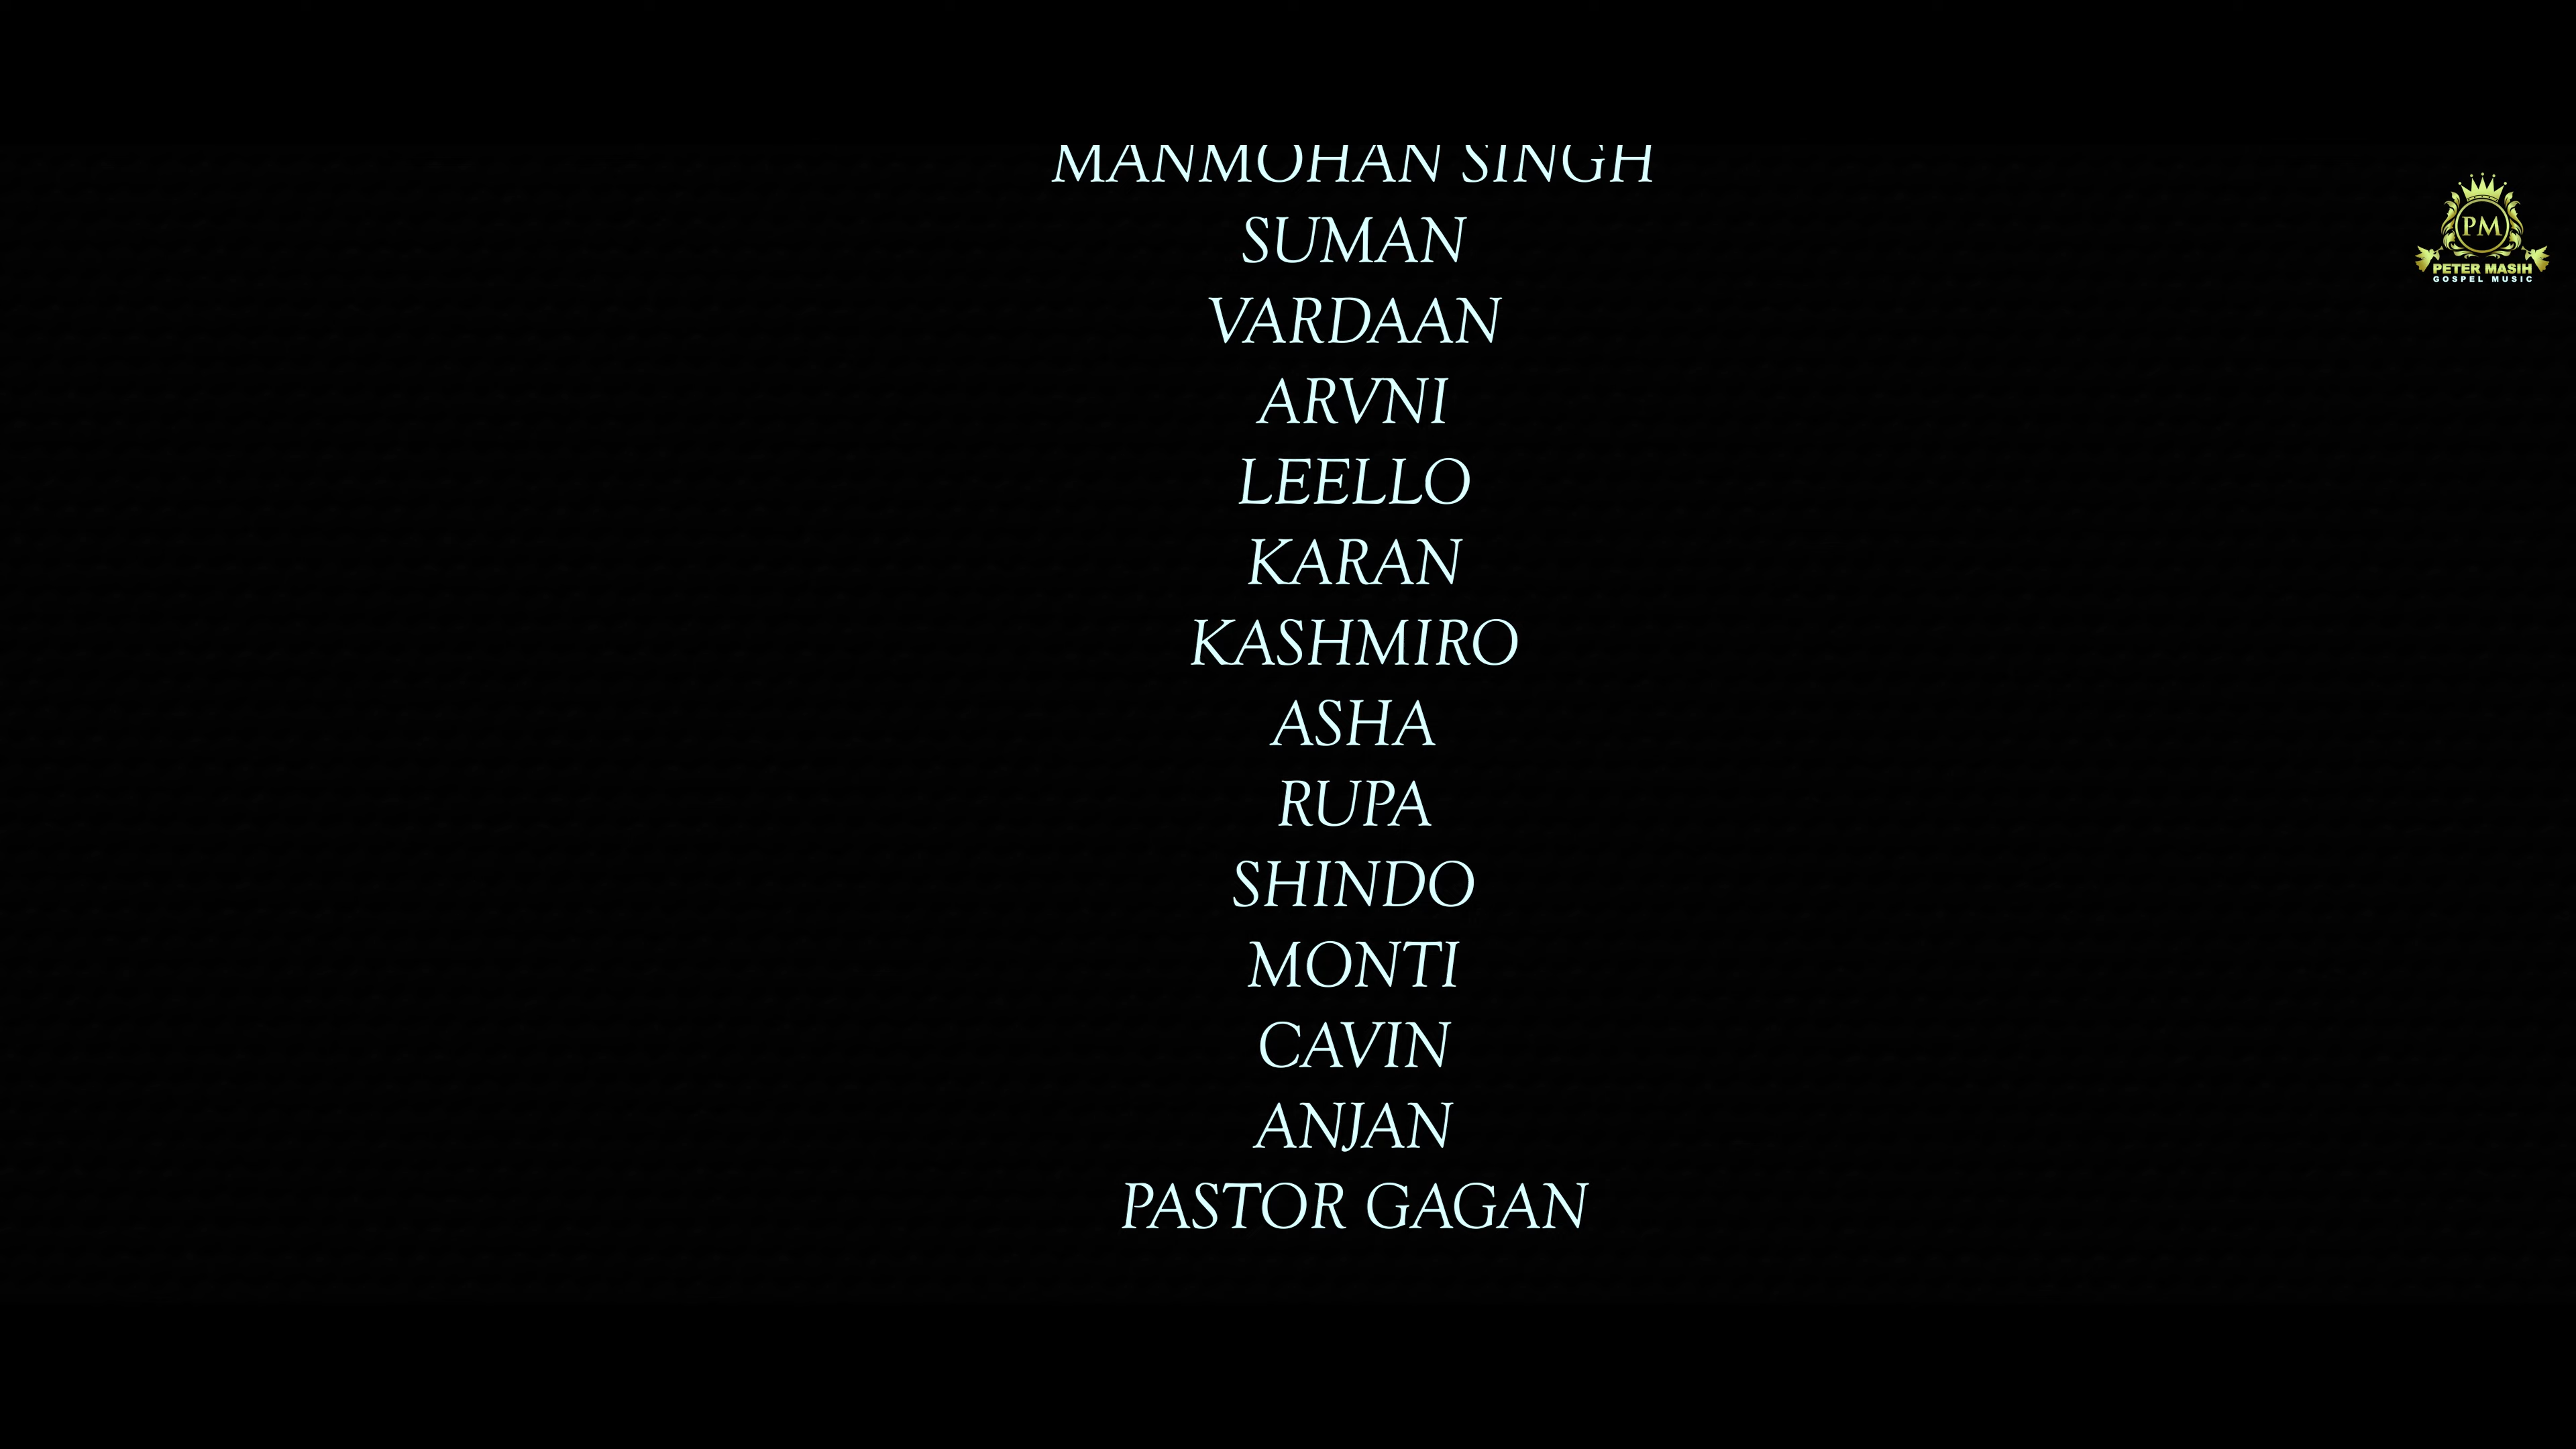 MANMOHAN SINGH
SUMAN
VARDAAN
ARVNI
LEELLO
KARAN
KASHMIRO
ASHA
RUPA
SHINDO
MONTI
CAVIN
ANJAN
PASTOR GAGAN
PM
PETER MASIH
GOSPEL MUSIC